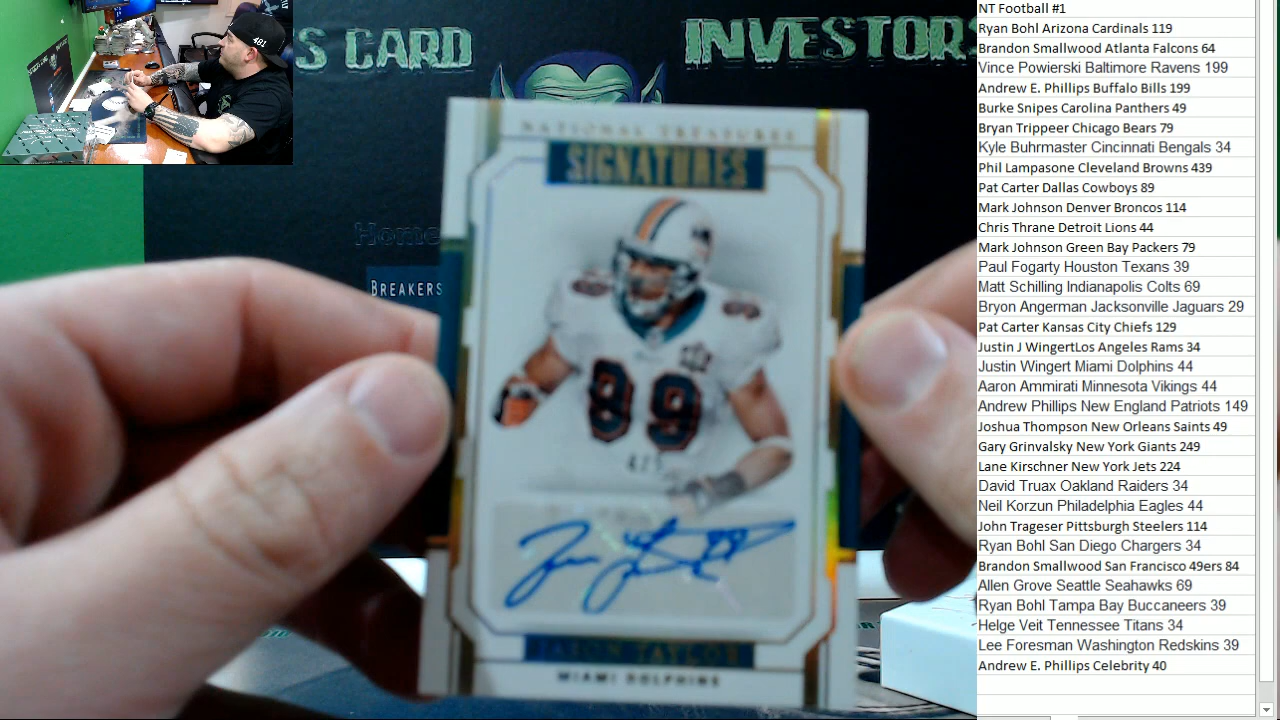 481
S CARD
INVESTORS
Home
BREAKERS
NATIONAL TREASURES
SIGNATURES
99
99
JASON TAYLOR
MIAMI DOLPHINS
NT Football #1
Ryan Bohl Arizona Cardinals 119
Brandon Smallwood Atlanta Falcons 64
Vince Powierski Baltimore Ravens 199
Andrew E. Phillips Buffalo Bills 199
Burke Snipes Carolina Panthers 49
Bryan Trippeer Chicago Bears 79
Kyle Buhrmaster Cincinnati Bengals 34
Phil Lampasone Cleveland Browns 439
Pat Carter Dallas Cowboys 89
Mark Johnson Denver Broncos 114
Chris Thrane Detroit Lions 44
Mark Johnson Green Bay Packers 79
Paul Fogarty Houston Texans 39
Matt Schilling Indianapolis Colts 69
Bryon Angerman Jacksonville Jaguars 29
Pat Carter Kansas City Chiefs 129
Justin J WingertLos Angeles Rams 34
Justin Wingert Miami Dolphins 44
Aaron Ammirati Minnesota Vikings 44
Andrew Phillips New England Patriots 149
Joshua Thompson New Orleans Saints 49
Gary Grinvalsky New York Giants 249
Lane Kirschner New York Jets 224
David Truax Oakland Raiders 34
Neil Korzun Philadelphia Eagles 44
John Trageser Pittsburgh Steelers 114
Ryan Bohl San Diego Chargers 34
Brandon Smallwood San Francisco 49ers 84
Allen Grove Seattle Seahawks 69
Ryan Bohl Tampa Bay Buccaneers 39
Helge Veit Tennessee Titans 34
Lee Foresman Washington Redskins 39
Andrew E. Phillips Celebrity 40